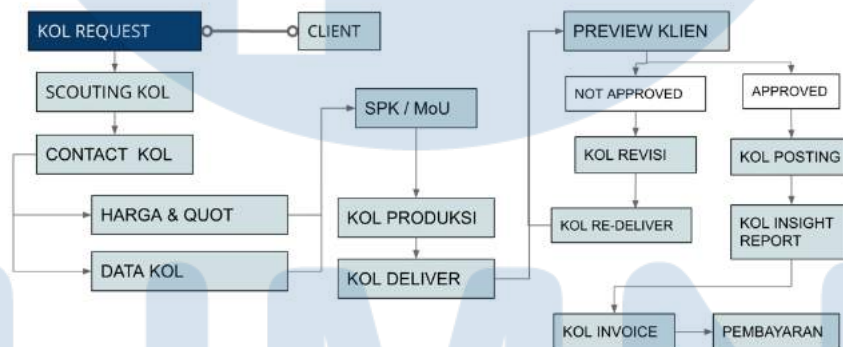 KOL REQUEST
CLIENT
SCOUTING KOL
CONTACT KOL
HARGA & QUOT
DATA KOL
SPK / MoU
KOL PRODUKSI
KOL DELIVER
PREVIEW KLIEN
NOT APPROVED
APPROVED
KOL REVISI
KOL POSTING
KOL RE-DELIVER
KOL INSIGHT
REPORT
KOL INVOICE
PEMBAYARAN